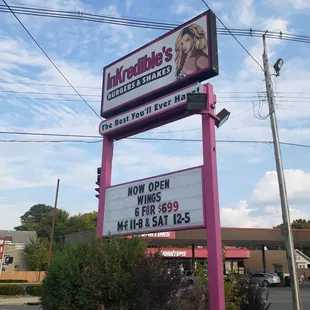 InKredible's
BURGERS & SHAKES
The Best You'll Ever Have!
NOW OPEN
WINGS
6 FOR $699
M-F 11-8 SAT 12-5